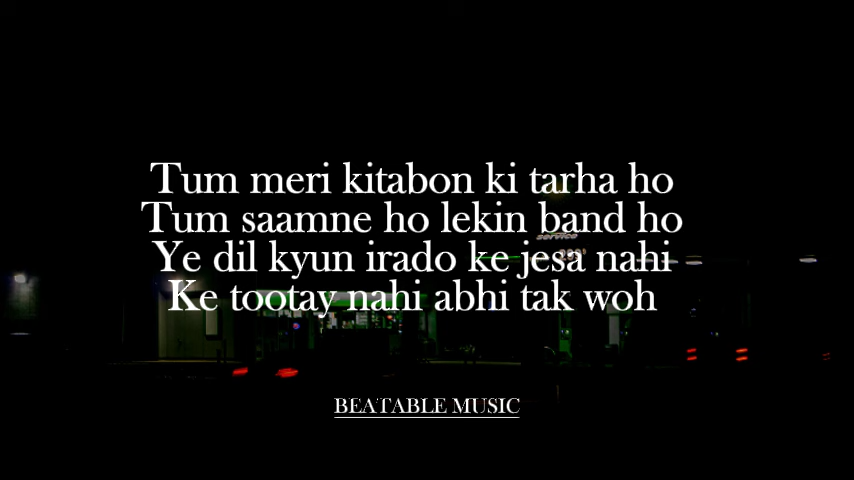 Tum meri kitabon ki tarha ho
Tum saamne ho lekin band ho
service
Ye dil kyun irado ke jesa nahi
Ke tootay nahi abhi tak woh
BEATABLE MUSIC